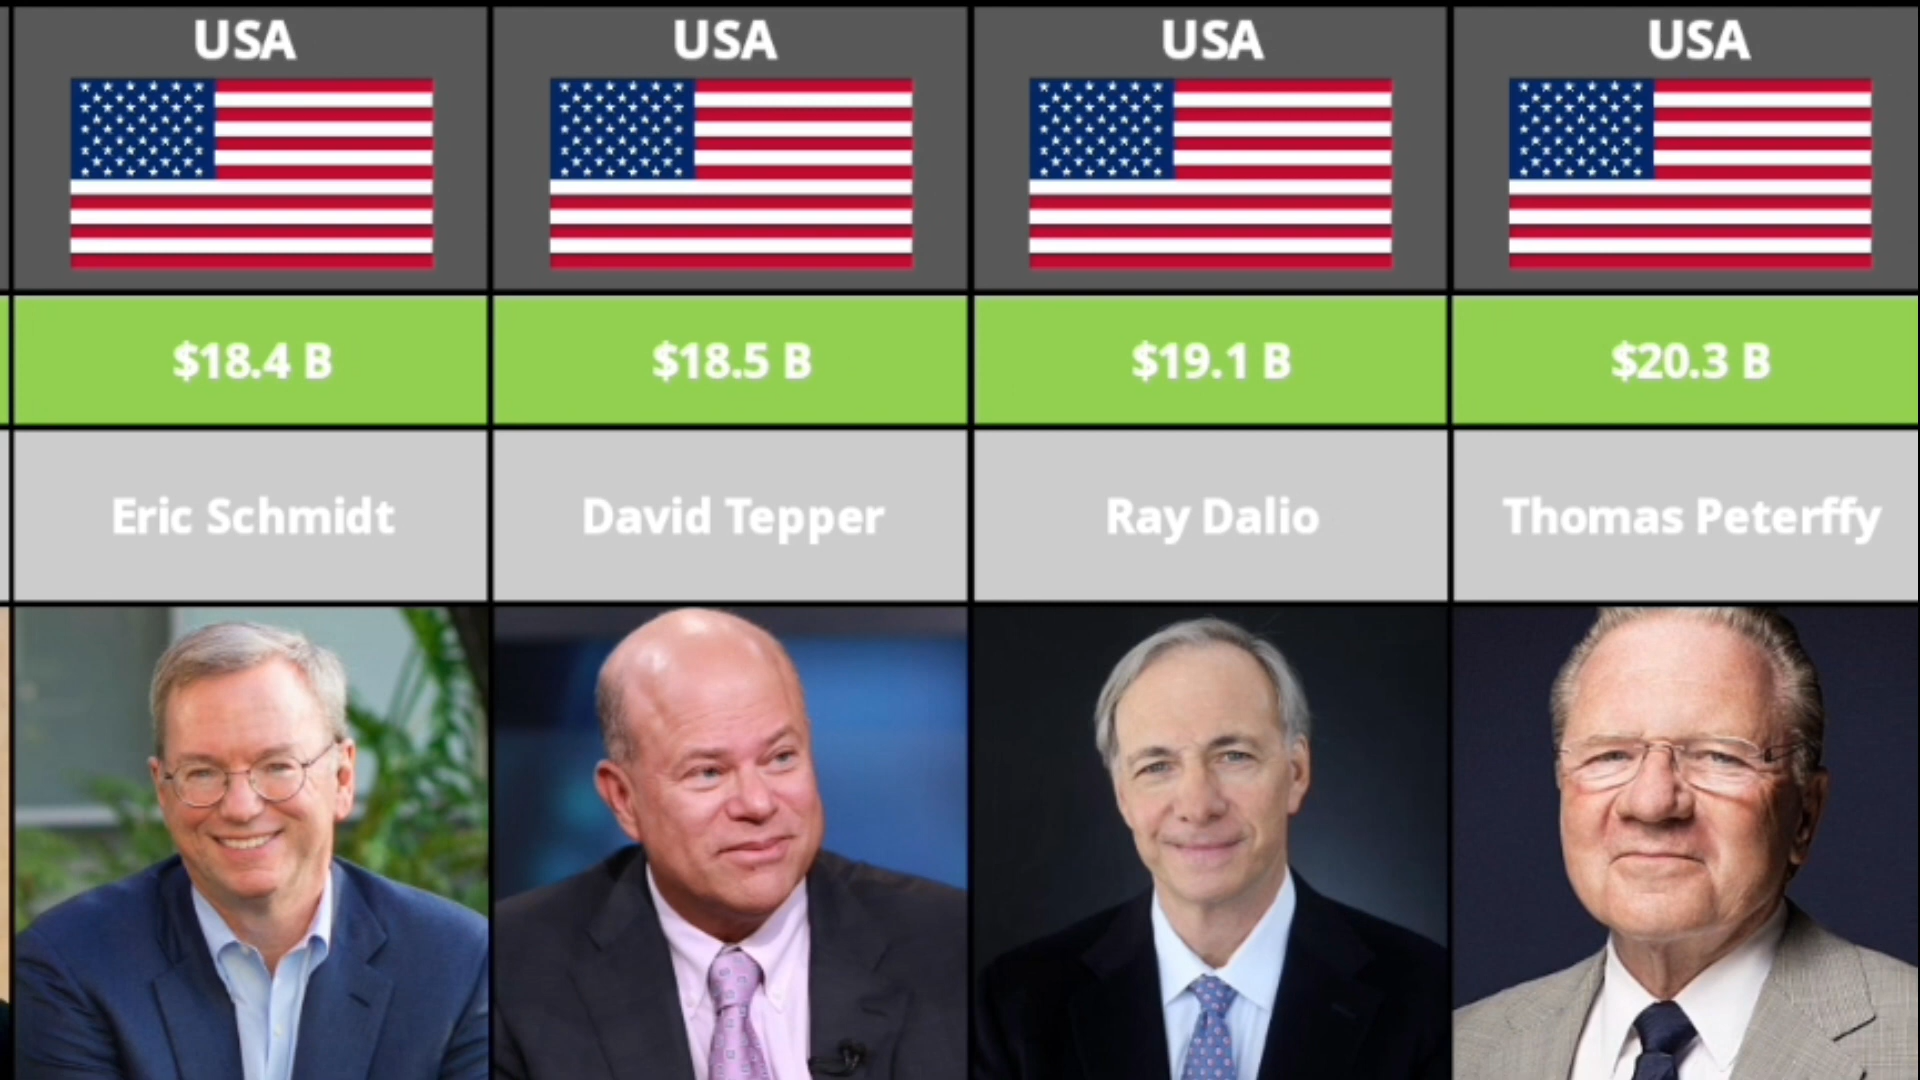 USA
USA
USA
USA
$18.4 B
$18.5 B
$19.1 B
$20.3 B
Eric Schmidt
David Tepper
Ray Dalio
Thomas Peterffy